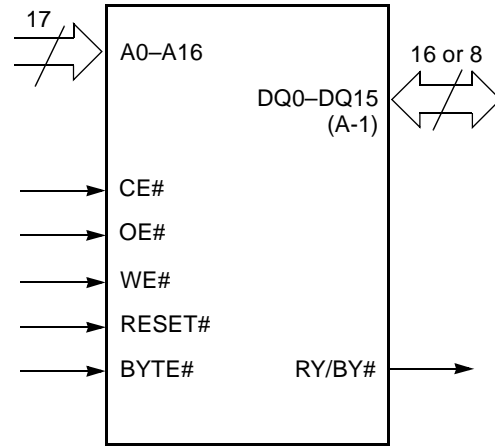 17
A0–A16
16 or 8
DQ0–DQ15
(A-1)
CE#
OE#
WE#
RESET#
BYTE#
RY/BY#